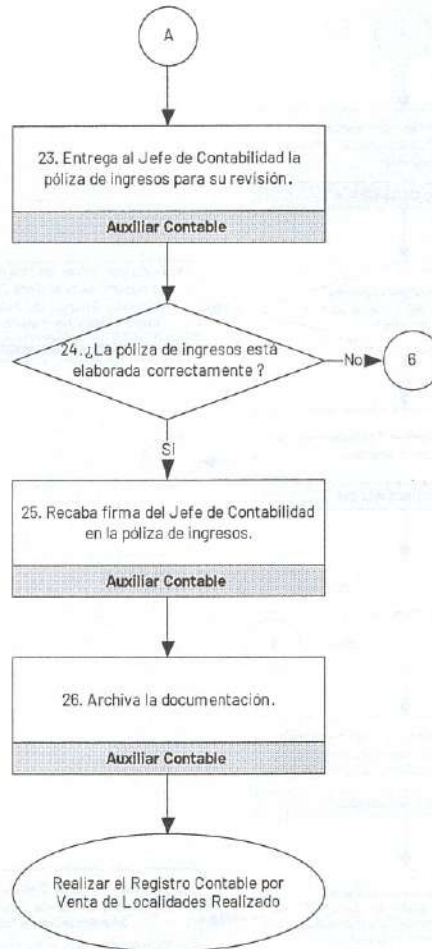 A
23. Entrega al Jefe de Contabilidad la
póliza de ingresos para su revisión.
Auxiliar Contable
24. ¿La póliza de ingresos está
elaborada correctamente ?
No
6
Si
25. Recaba firma del Jefe de Contabilidad
en la póliza de ingresos.
Auxiliar Contable
26. Archiva la documentación.
Auxiliar Contable
Realizar el Registro Contable por
Venta de Localidades Realizado